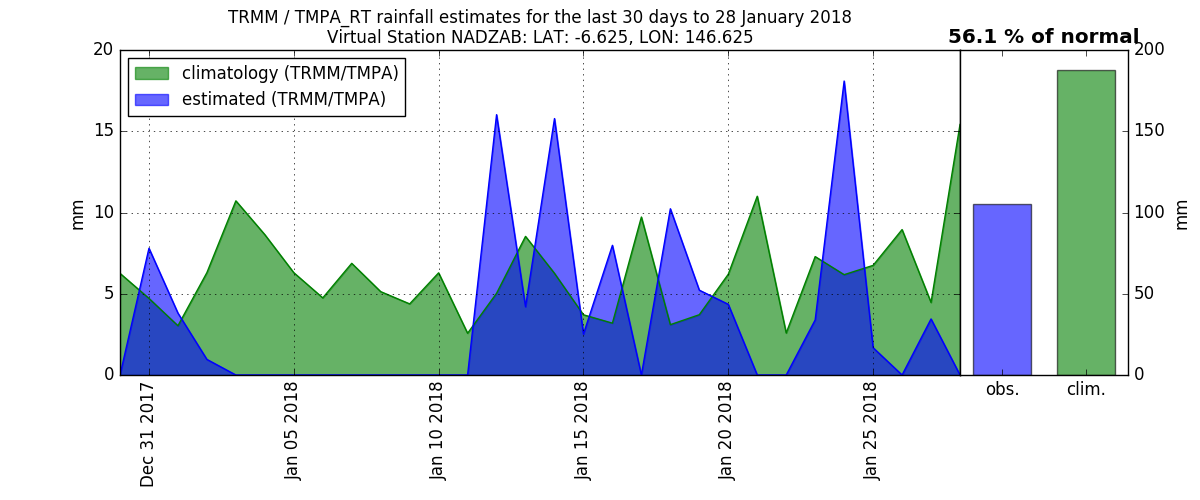 TRMM / TMPA_RT rainfall estimates for the last 30 days to 28 January 2018
Virtual Station NADZAB: LAT: -6.625, LON: 146.625
56.1 % of normal
climatology (TRMM/TMPA)
estimated (TRMM/TMPA)
20
15
10
5
0
mm
200
150
100
50
0
mm
Dec 31 2017
Jan 05 2018
Jan 10 2018
Jan 15 2018
Jan 20 2018
Jan 25 2018
obs.
clim.